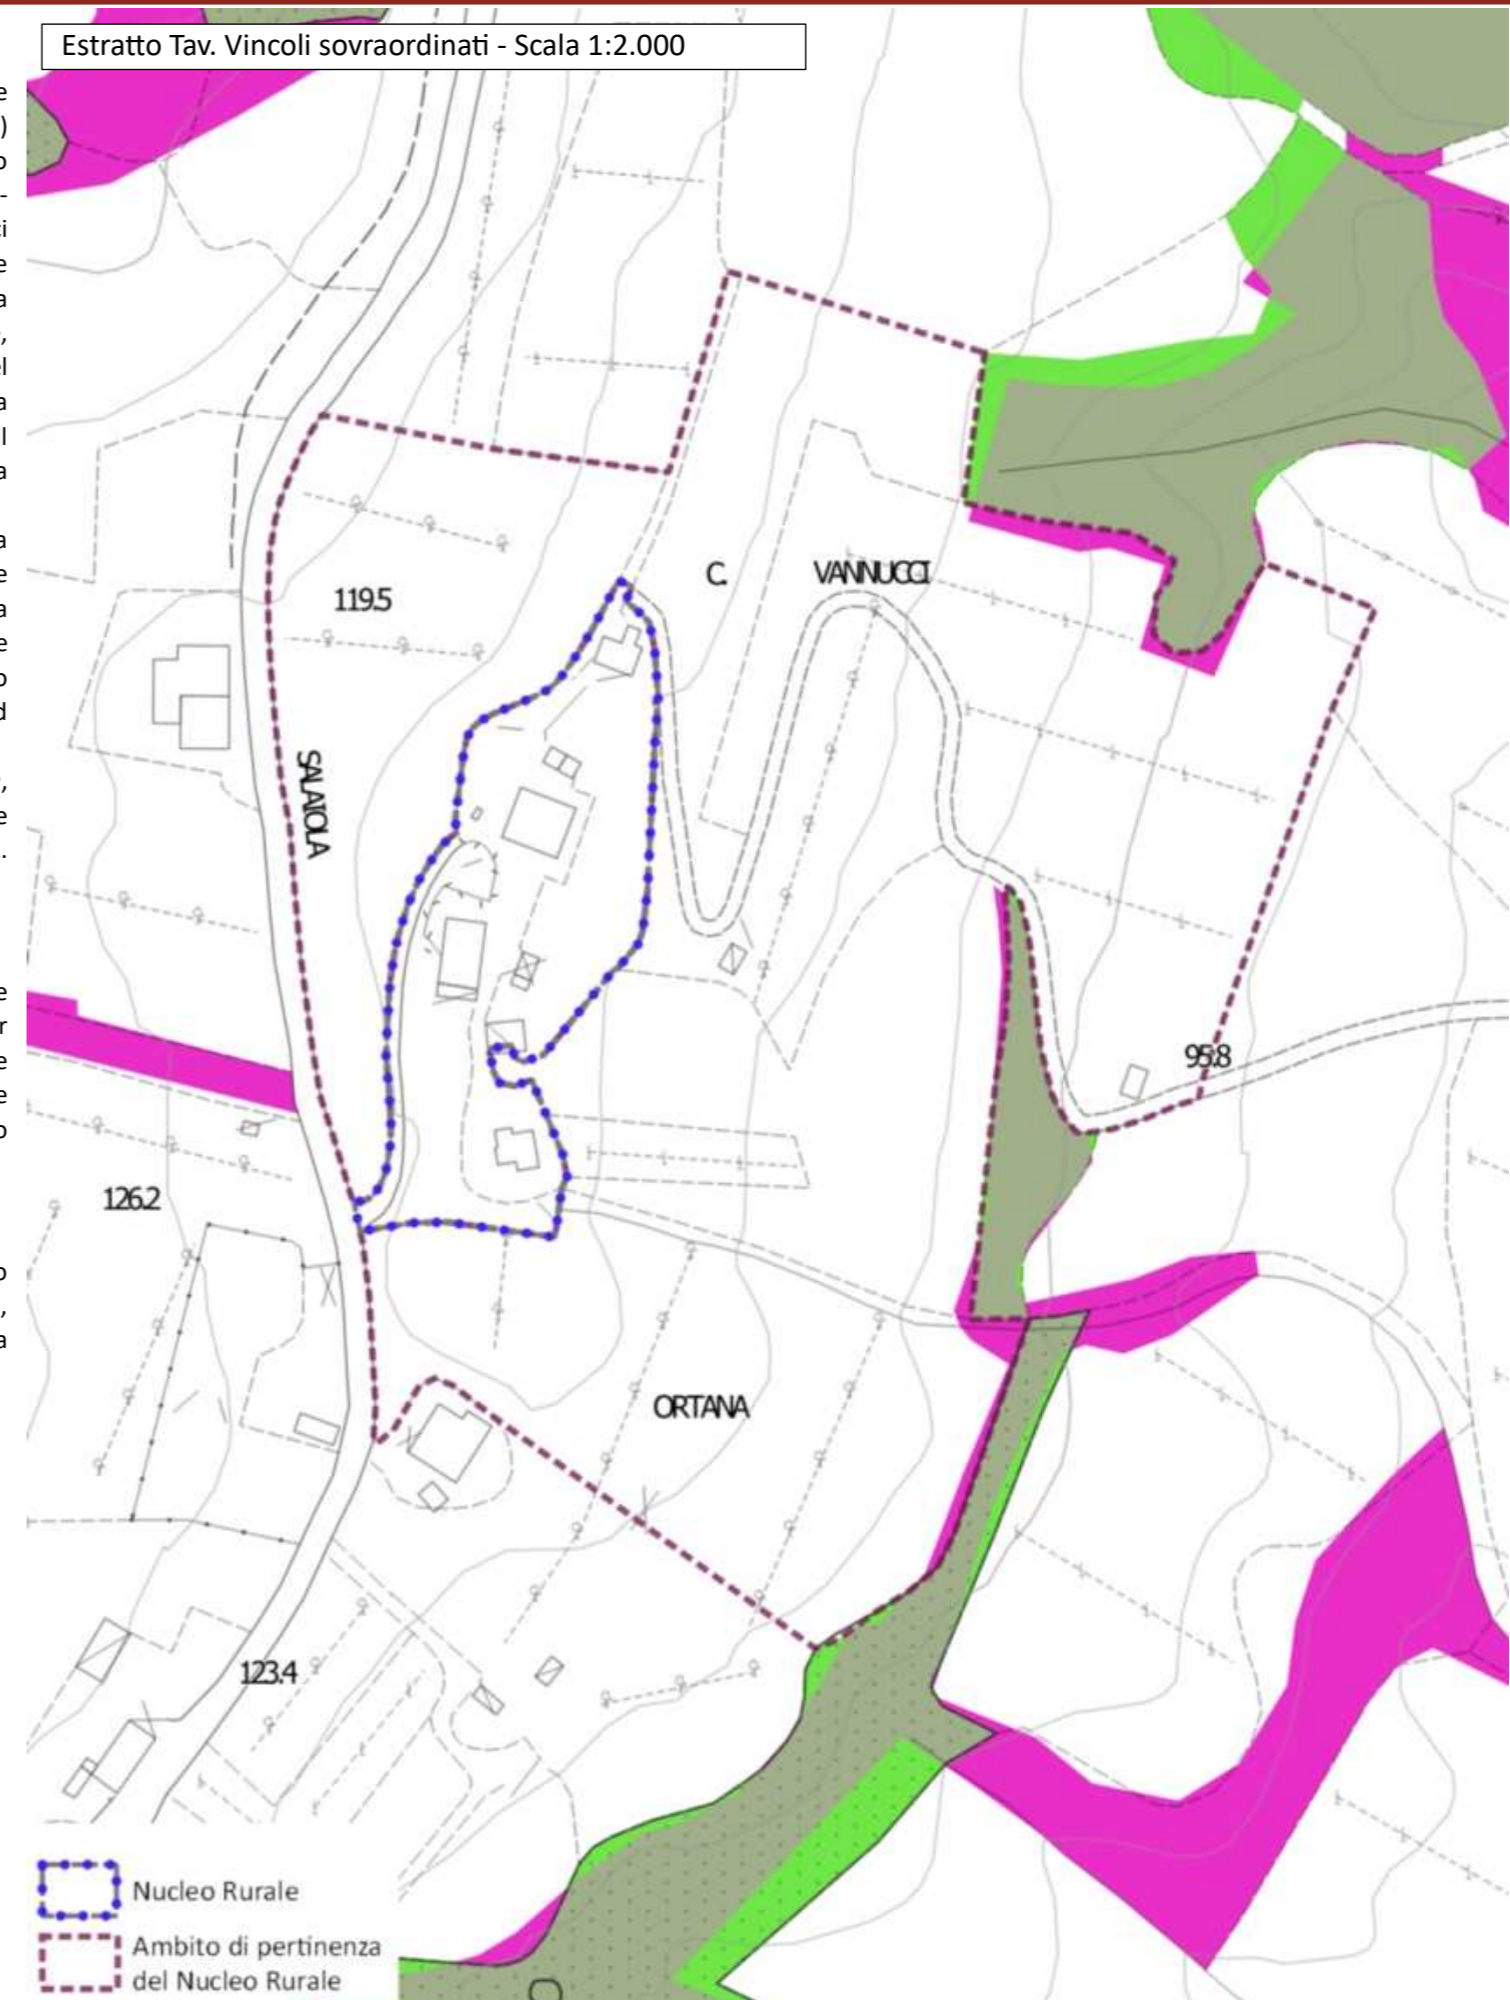 Estratto Tav. Vincoli sovraordinati - Scala 1:2.000
C. VANNUCCI
119.5
SALAIOLA
95.8
126.2
ORTANA
123.4
Nucleo Rurale
Ambito di pertinenza
del Nucleo Rurale